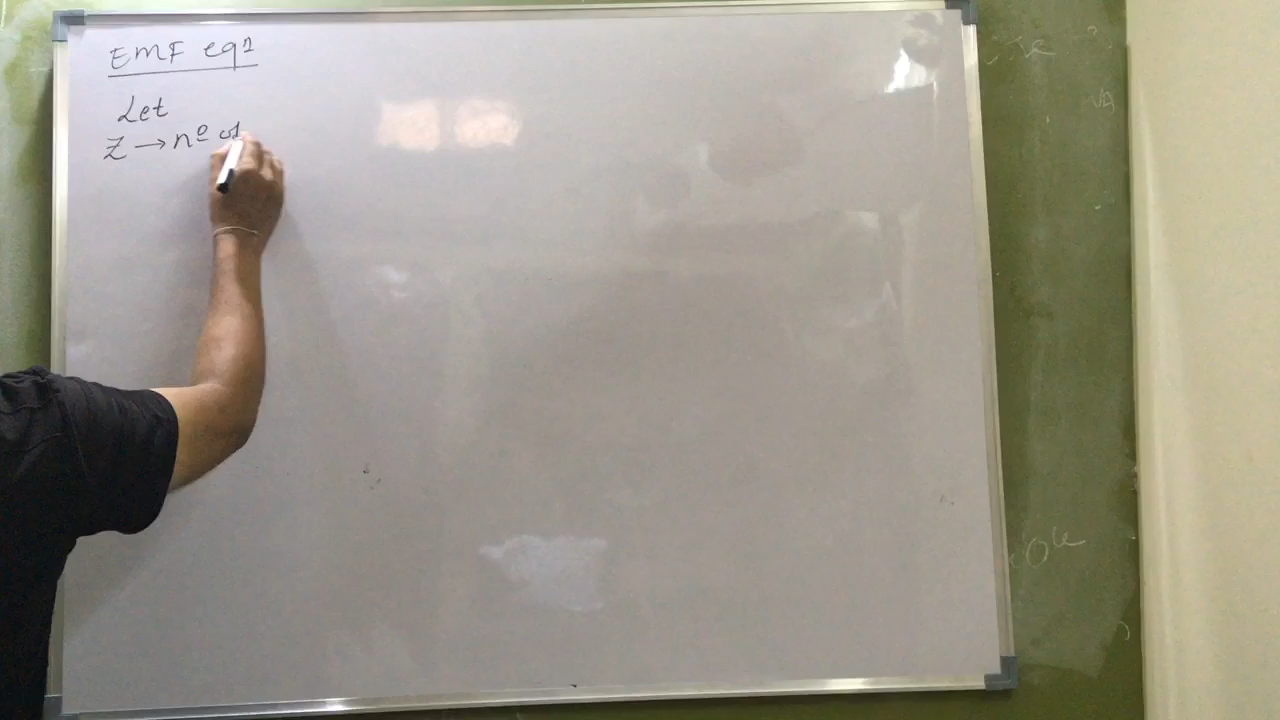 EMF eqn
Let
Z → nº of